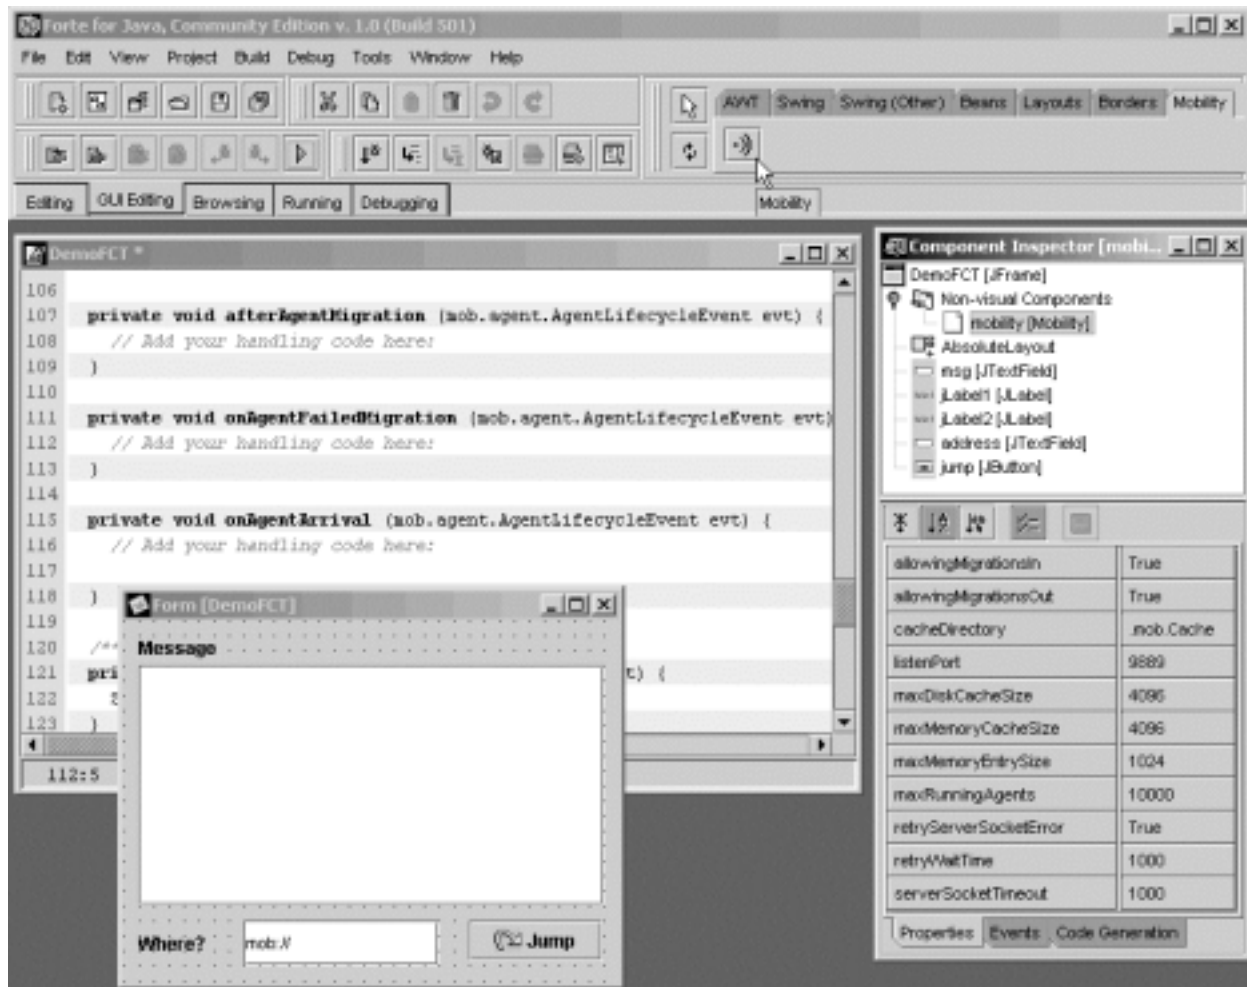 Forte for Java, Community Edition v. 1.0 (Build 501)
File Edit View Project Build Debug Tools Window Help
AWT Swing Swing (Other) Beans Layouts Borders Mobility
Editing GUI Editing Browsing Running Debugging
Mobility
DemoFCT *
106
107 private void afterAgentMigration (mob.agent.AgentLifecycleEvent evt) {
108 // Add your handling code here:
109 }
110
111 private void onAgentFailedMigration (mob.agent.AgentLifecycleEvent evt)
112 // Add your handling code here:
113 }
114
115 private void onAgentArrival (mob.agent.AgentLifecycleEvent evt) {
116 // Add your handling code here:
117
118 }
119
120 /**
121 pri t) {
122
123 }
112:5
Form [DemoFCT]
Message
Where? mob:// Jump
Component Inspector [mobi...
DemoFCT [JFrame]
Non-visual Components
mobility [Mobility]
AbsoluteLayout
msg [JTextField]
jLabel1 [JLabel]
jLabel2 [JLabel]
address [JTextField]
jump [JButton]
allowingMigrationsIn True
allowingMigrationsOut True
cacheDirectory .mob.Cache
listenPort 9889
maxDiskCacheSize 4096
maxMemoryCacheSize 4096
maxMemoryEntrySize 1024
maxRunningAgents 10000
retryServerSocketError True
retryWaitTime 1000
serverSocketTimeout 1000
Properties Events Code Generation